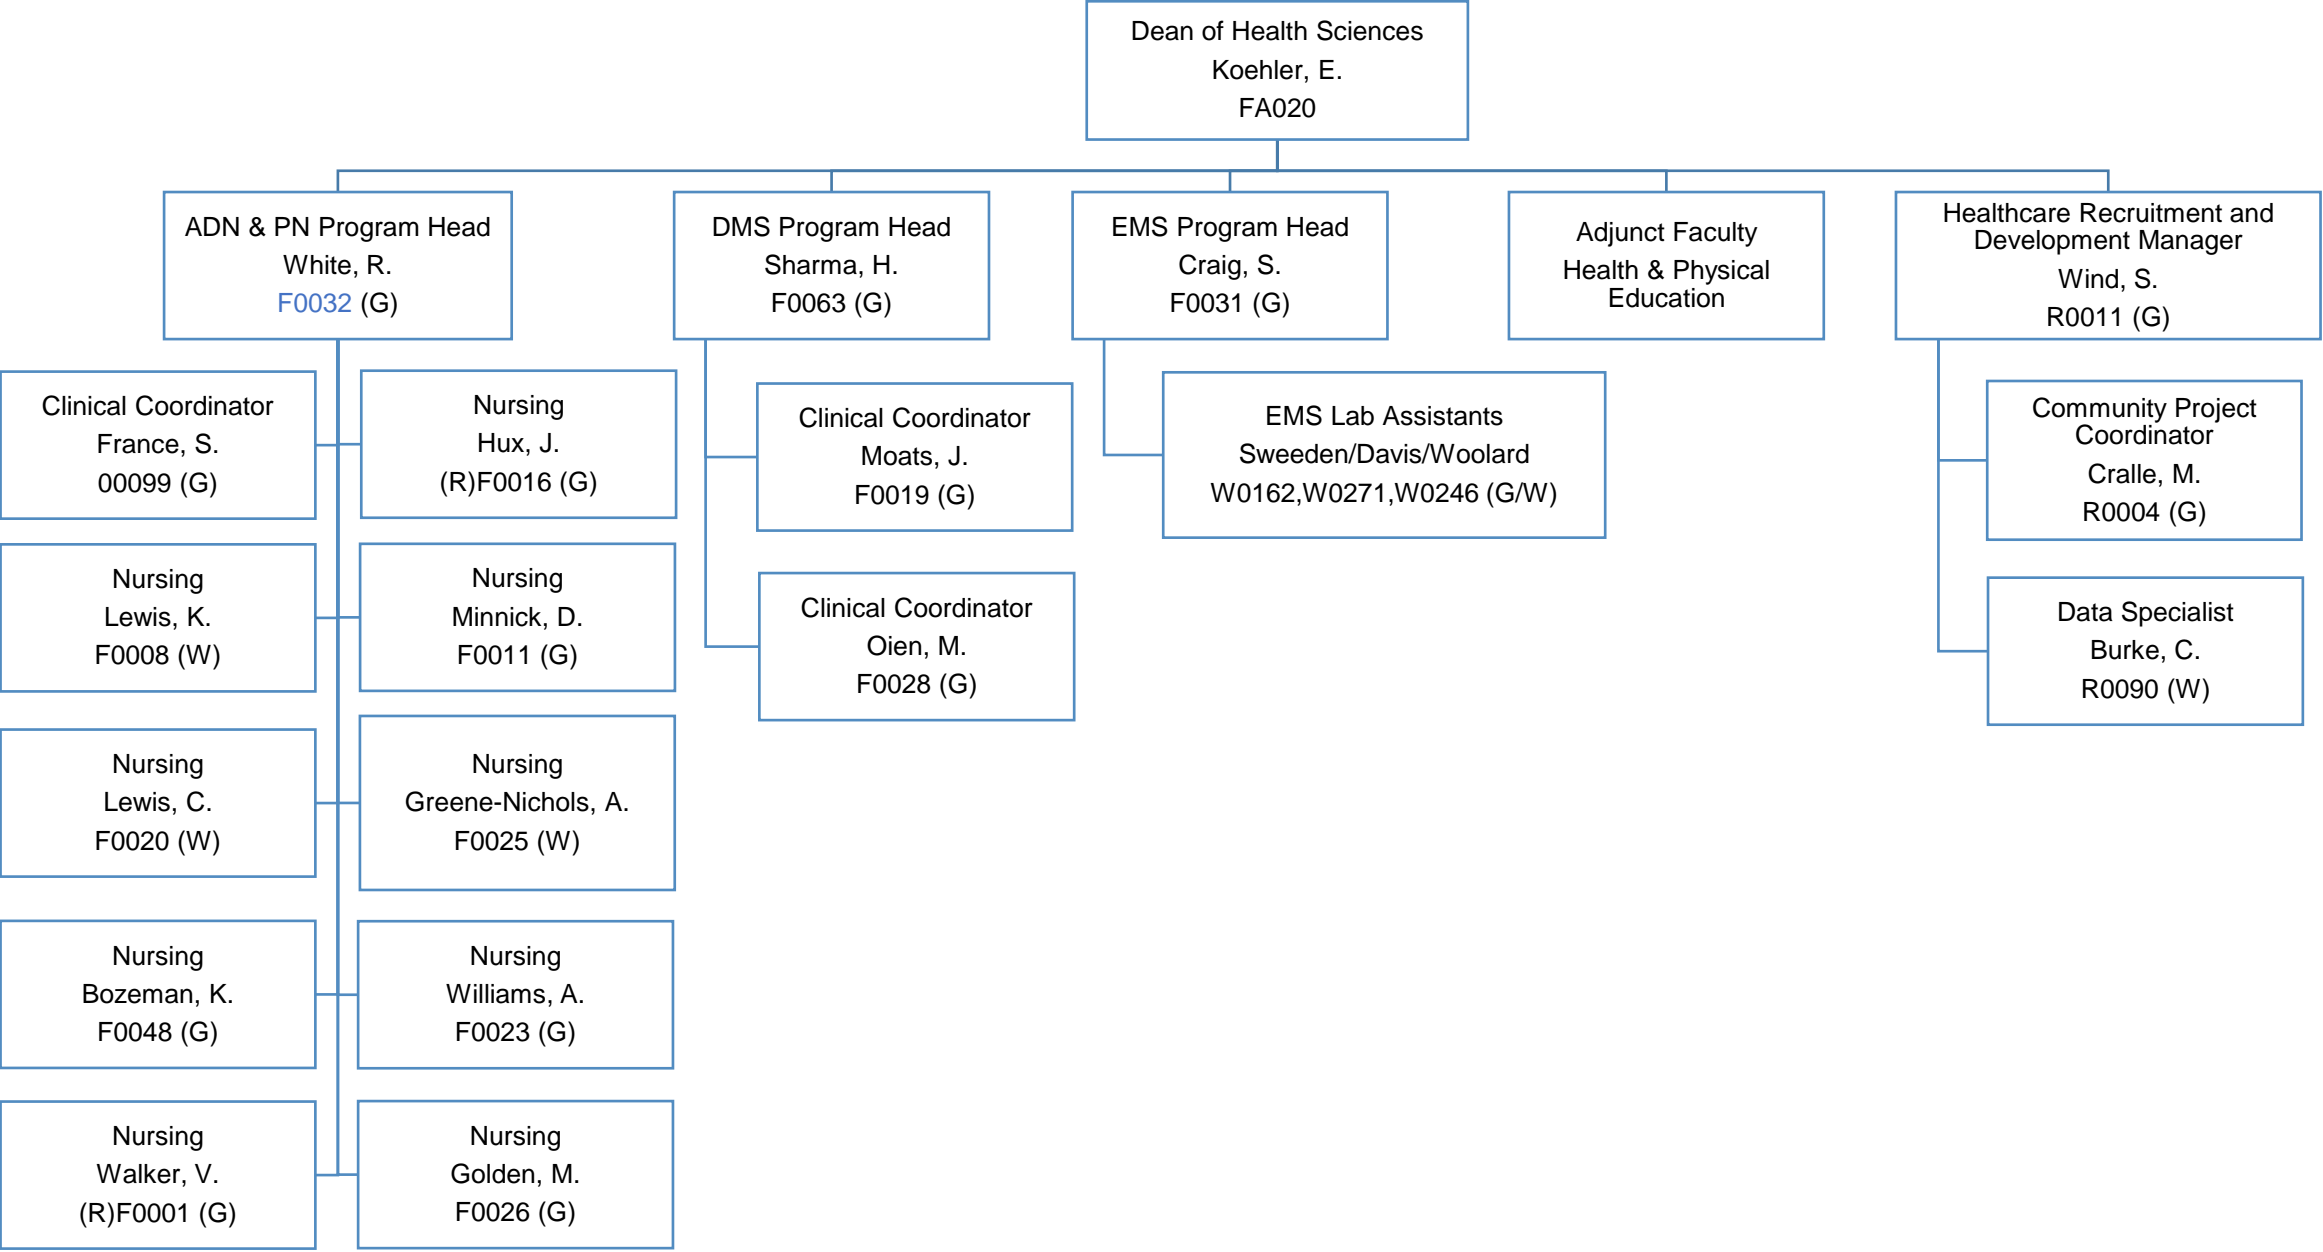 Dean of Health Sciences
Koehler, E.
FA020
ADN & PN Program Head
White, R.
F0032 (G)
DMS Program Head
Sharma, H.
F0063 (G)
EMS Program Head
Craig, S.
F0031 (G)
Adjunct Faculty
Health & Physical
Education
Healthcare Recruitment and
Development Manager
Wind, S.
R0011 (G)
Clinical Coordinator
France, S.
00099 (G)
Nursing
Hux, J.
(R)F0016 (G)
Nursing
Lewis, K.
F0008 (W)
Nursing
Minnick, D.
F0011 (G)
Nursing
Lewis, C.
F0020 (W)
Nursing
Greene-Nichols, A.
F0025 (W)
Nursing
Bozeman, K.
F0048 (G)
Nursing
Williams, A.
F0023 (G)
Nursing
Walker, V.
(R)F0001 (G)
Nursing
Golden, M.
F0026 (G)
Clinical Coordinator
Moats, J.
F0019 (G)
Clinical Coordinator
Oien, M.
F0028 (G)
EMS Lab Assistants
Sweeden/Davis/Woolard
W0162,W0271,W0246 (G/W)
Community Project
Coordinator
Cralle, M.
R0004 (G)
Data Specialist
Burke, C.
R0090 (W)